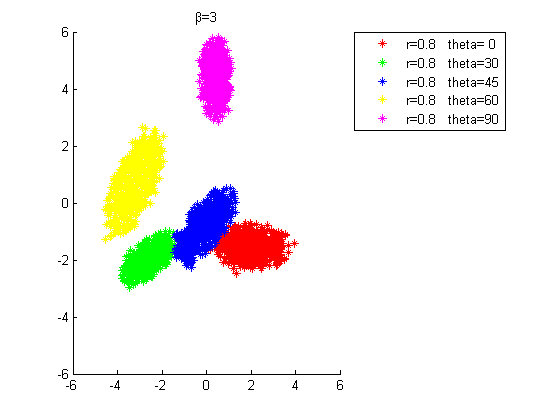 β=3
6
4
2
0
-2
-4
-6
-6 -4 -2 0 2 4 6
r=0.8 theta= 0
r=0.8 theta=30
r=0.8 theta=45
r=0.8 theta=60
r=0.8 theta=90